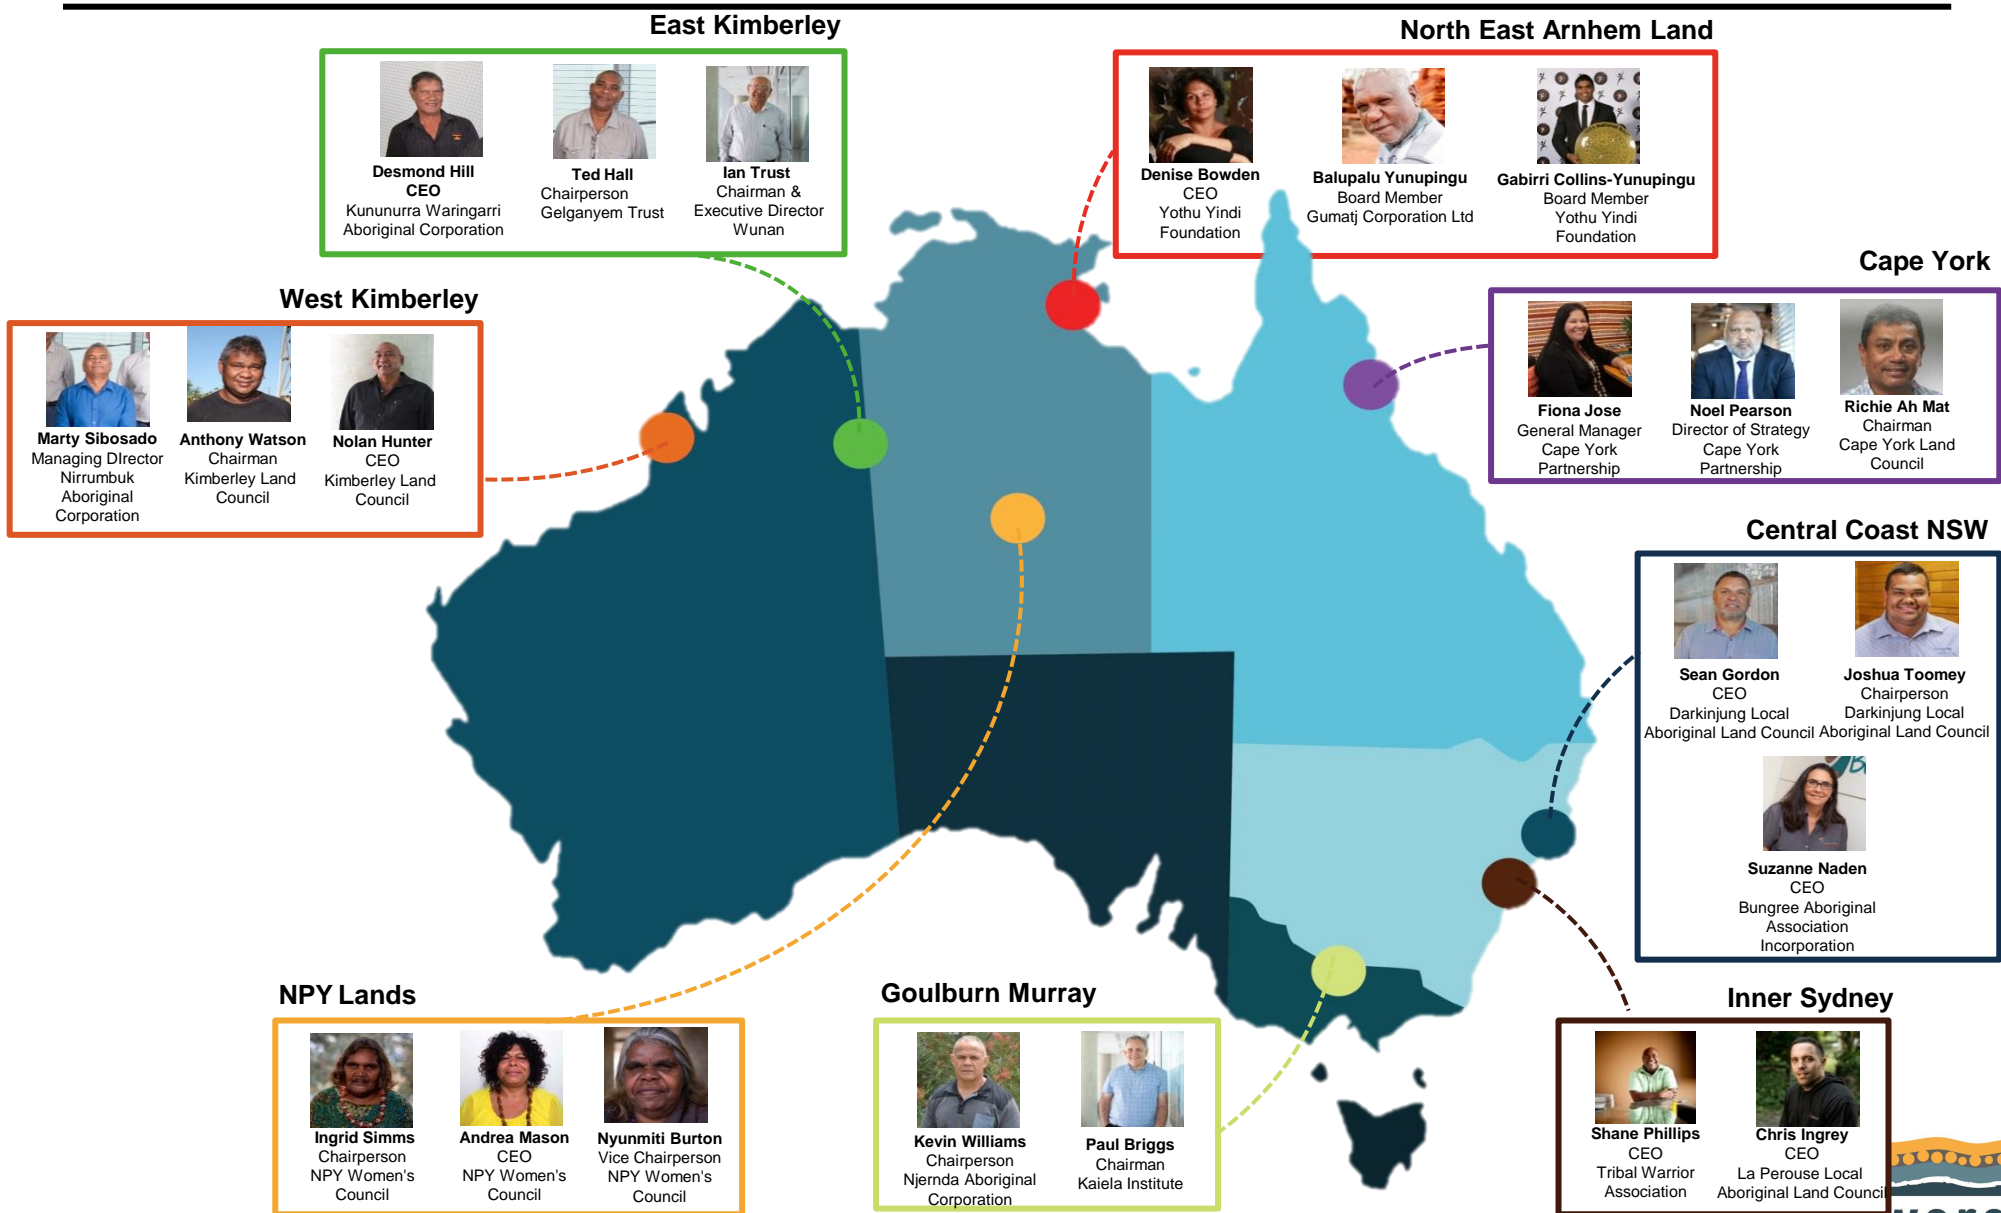 East Kimberley
Desmond Hill
CEO
Kununurra Waringarri
Aboriginal Corporation
Ted Hall
Chairperson
Gelganyem Trust
Ian Trust
Chairman &
Executive Director
Wunan
North East Arnhem Land
Denise Bowden
CEO
Yothu Yindi
Foundation
Balupalu Yunupingu
Board Member
Gumatj Corporation Ltd
Gabirri Collins-Yunupingu
Board Member
Yothu Yindi
Foundation
West Kimberley
Marty Sibosado
Managing DIrector
Nirrumbuk
Aboriginal
Corporation
Anthony Watson
Chairman
Kimberley Land
Council
Nolan Hunter
CEO
Kimberley Land
Council
Cape York
Fiona Jose
General Manager
Cape York
Partnership
Noel Pearson
Director of Strategy
Cape York
Partnership
Richie Ah Mat
Chairman
Cape York Land
Council
Central Coast NSW
Sean Gordon
CEO
Darkinjung Local
Aboriginal Land Council
Joshua Toomey
Chairperson
Darkinjung Local
Aboriginal Land Council
Suzanne Naden
CEO
Bungree Aboriginal
Association
Incorporation
NPY Lands
Ingrid Simms
Chairperson
NPY Women's
Council
Andrea Mason
CEO
NPY Women's
Council
Nyunmiti Burton
Vice Chairperson
NPY Women's
Council
Goulburn Murray
Kevin Williams
Chairperson
Njernda Aboriginal
Corporation
Paul Briggs
Chairman
Kaiela Institute
Inner Sydney
Shane Phillips
CEO
Tribal Warrior
Association
Chris Ingrey
CEO
La Perouse Local
Aboriginal Land Council